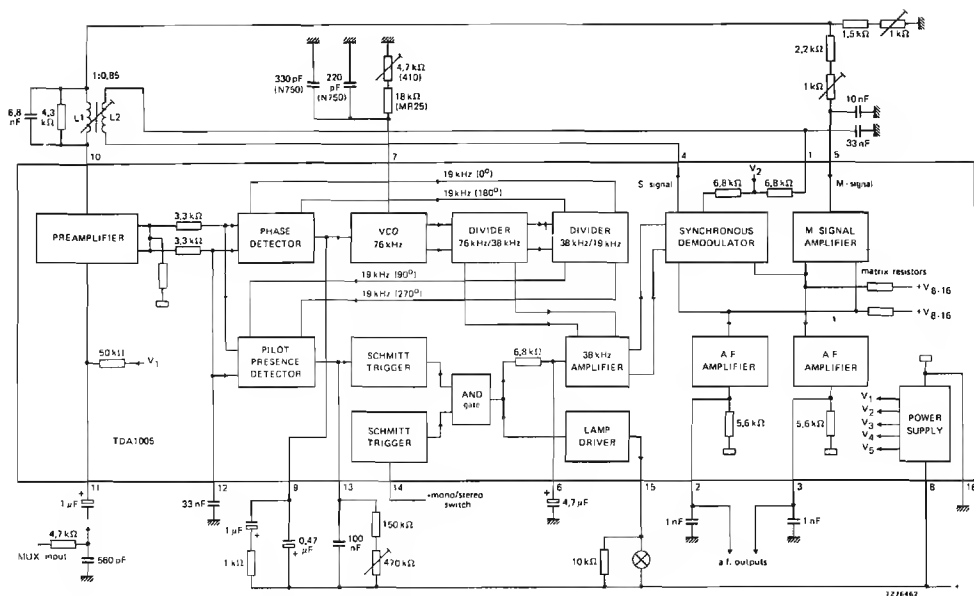 1,5 kΩ
1 kΩ
2,2 kΩ
1 kΩ
10 nF
33 nF
330 pF
(N750)
220
pF
(N750)
4,7 kΩ
(410)
18 kΩ
(MR25)
1:0,85
6,8
nF
4,3
kΩ
L1
L2
10
7
4
1
5
19 kHz (0°)
19 kHz (180°)
S signal
V2
6,8 kΩ
6,8 kΩ
M-signal
PREAMPLIFIER
3,3 kΩ
3,3 kΩ
PHASE
DETECTOR
VCO
76 kHz
DIVIDER
76 kHz/38 kHz
DIVIDER
38 kHz/19 kHz
SYNCHRONOUS
DEMODULATOR
M SIGNAL
AMPLIFIER
19 kHz (90°)
19 kHz (270°)
matrix resistors
+V8-16
+V8-16
50 kΩ
V1
PILOT
PRESENCE
DETECTOR
SCHMITT
TRIGGER
SCHMITT
TRIGGER
AND
gate
6,8 kΩ
38 kHz
AMPLIFIER
LAMP
DRIVER
A F
AMPLIFIER
A F
AMPLIFIER
5,6 kΩ
5,6 kΩ
V1
V2
V3
V4
V5
POWER
SUPPLY
TDA1005
11
12
9
13
14
6
15
2
3
8
16
1 µF
33 nF
mono/stereo
switch
4,7 µF
1 nF
1 nF
4,7 kΩ
MUX input
560 pF
1 µF
1 kΩ
0,47
µF
100
nF
150 kΩ
470 kΩ
10 kΩ
a.f. outputs
7Z76462